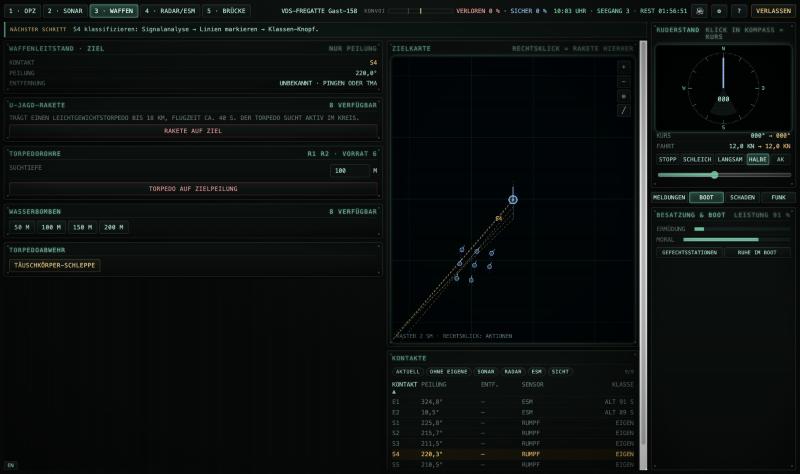 1 · OPZ
2 · SONAR
3 · WAFFEN
4 · RADAR/ESM
5 · BRÜCKE
VDS-FREGATTE Gast-158
KONVOI
VERLOREN 0 % · SICHER 0 % · 10:03 UHR · SEEGANG 3 · REST 01:56:51
?
VERLASSEN
NÄCHSTER SCHRITT S4 klassifizieren: Signalanalyse → Linien markieren → Klassen-Knopf.
WAFFENLEITSTAND · ZIEL
NUR PEILUNG
KONTAKT S4
PEILUNG 220,0°
ENTFERNUNG UNBEKANNT · PINGEN ODER TMA
U-JAGD-RAKETE
8 VERFÜGBAR
TRÄGT EINEN LEICHTGEWICHTSTORPEDO BIS 18 KM, FLUGZEIT CA. 40 S. DER TORPEDO SUCHT AKTIV IM KREIS.
RAKETE AUF ZIEL
TORPEDOROHRE
R1 R2 · VORRAT 6
SUCHTIEFE 100 M
TORPEDO AUF ZIELPEILUNG
WASSERBOMBEN
8 VERFÜGBAR
50 M 100 M 150 M 200 M
TORPEDOABWEHR
TÄUSCHKÖRPER-SCHLEPPE
EN
ZIELKARTE
RECHTSKLICK = RAKETE HIERHER
+
−
╱
RASTER 2 SM · RECHTSKLICK: AKTIONEN
KONTAKTE
AKTUELL OHNE EIGENE SONAR RADAR ESM SICHT 9/9
KONTAKT ▲ PEILUNG ENTF. SENSOR KLASSE
E1 324,8° — ESM ALT 91 S
E2 10,5° — ESM ALT 89 S
S1 225,8° — RUMPF EIGEN
S2 215,7° — RUMPF EIGEN
S3 211,5° — RUMPF EIGEN
S4 220,3° — RUMPF EIGEN
S5 210,5° — RUMPF EIGEN
RUDERSTAND
KLICK IN KOMPASS = KURS
N
O
S
W
000
KURS 000° → 000°
FAHRT 12,0 KN → 12,0 KN
STOPP SCHLEICH LANGSAM HALBE AK
MELDUNGEN BOOT SCHADEN FUNK
BESATZUNG & BOOT
LEISTUNG 91 %
ERMÜDUNG
MORAL
GEFECHTSSTATIONEN
RUHE IM BOOT